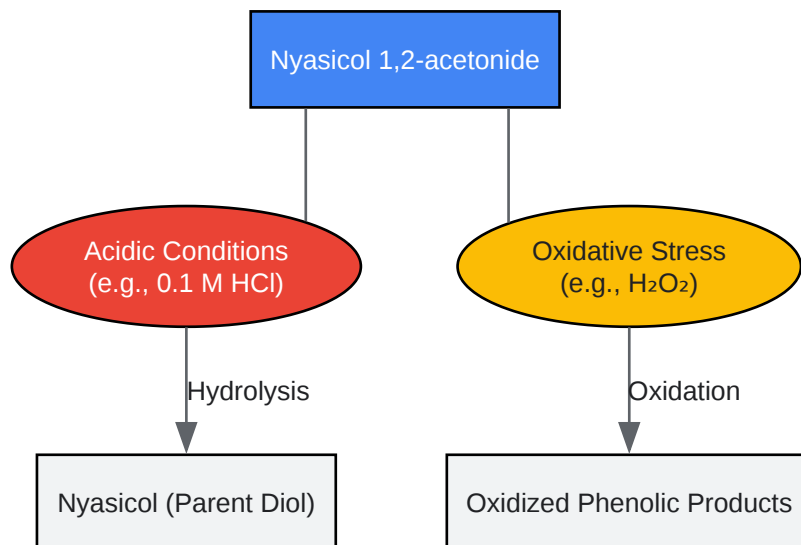 Nyasicol 1,2-acetonide
Acidic Conditions
(e.g., 0.1 M HCl)
Oxidative Stress
(e.g., H₂O₂)
Hydrolysis
Oxidation
Nyasicol (Parent Diol)
Oxidized Phenolic Products